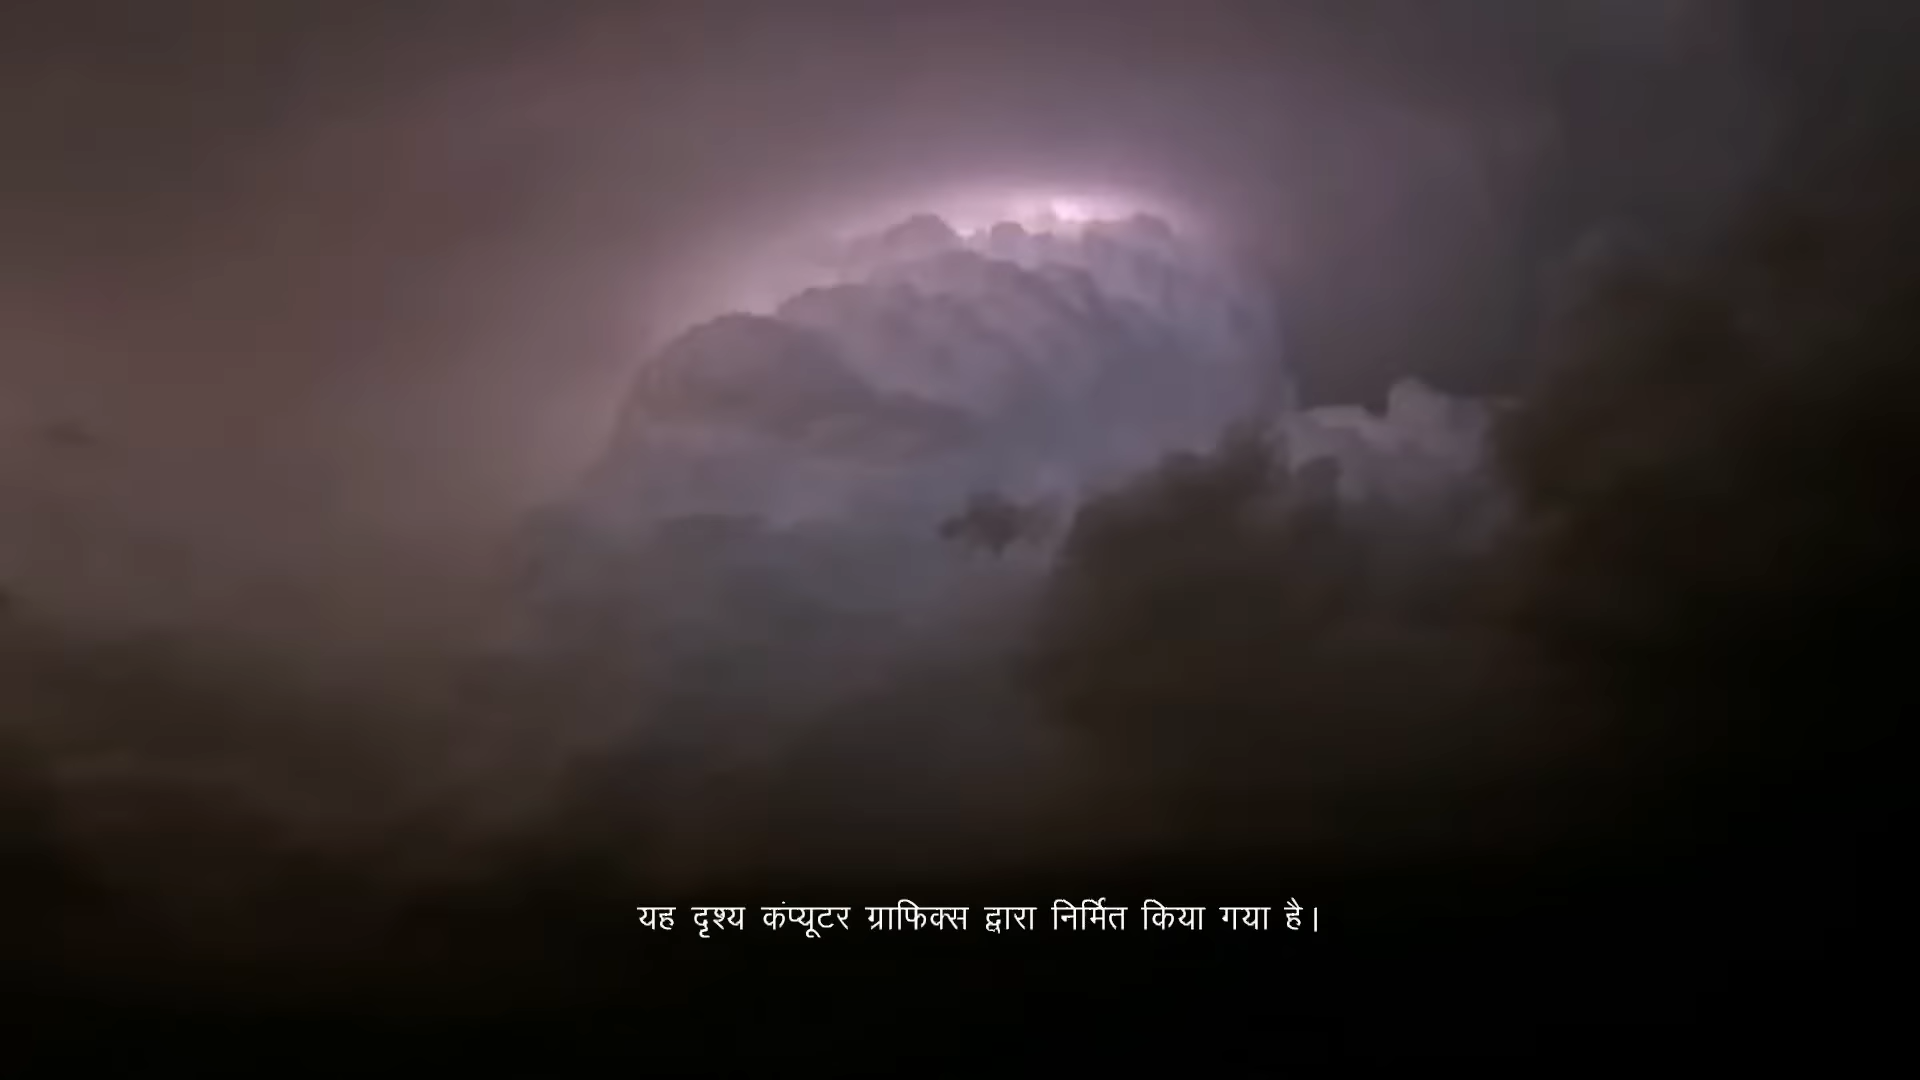 यह दृश्य कंप्यूटर ग्राफिक्स द्वारा निर्मित किया गया है।